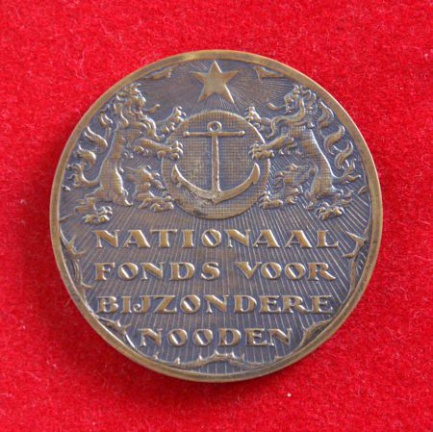 NATIONAAL
FONDS VOOR
BIJZONDERE
NOODEN